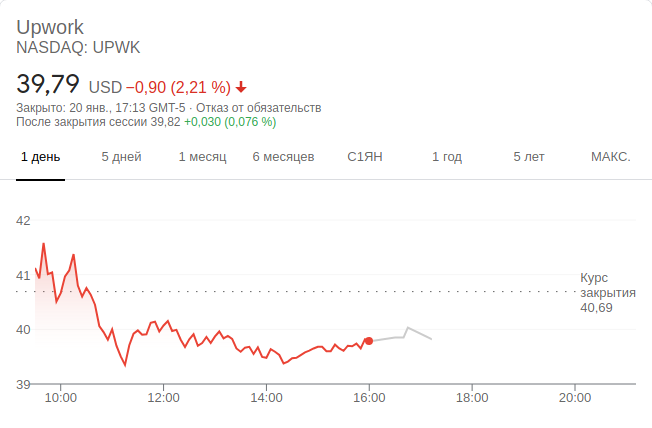 Upwork
NASDAQ: UPWK
39,79 USD −0,90 (2,21 %)
Закрыто: 20 янв., 17:13 GMT-5 · Отказ от обязательств
После закрытия сессии 39,82 +0,030 (0,076 %)
1 день 5 дней 1 месяц 6 месяцев С1ЯН 1 год 5 лет МАКС.
42
41
Курс
закрытия
40,69
40
39
10:00 12:00 14:00 16:00 18:00 20:00